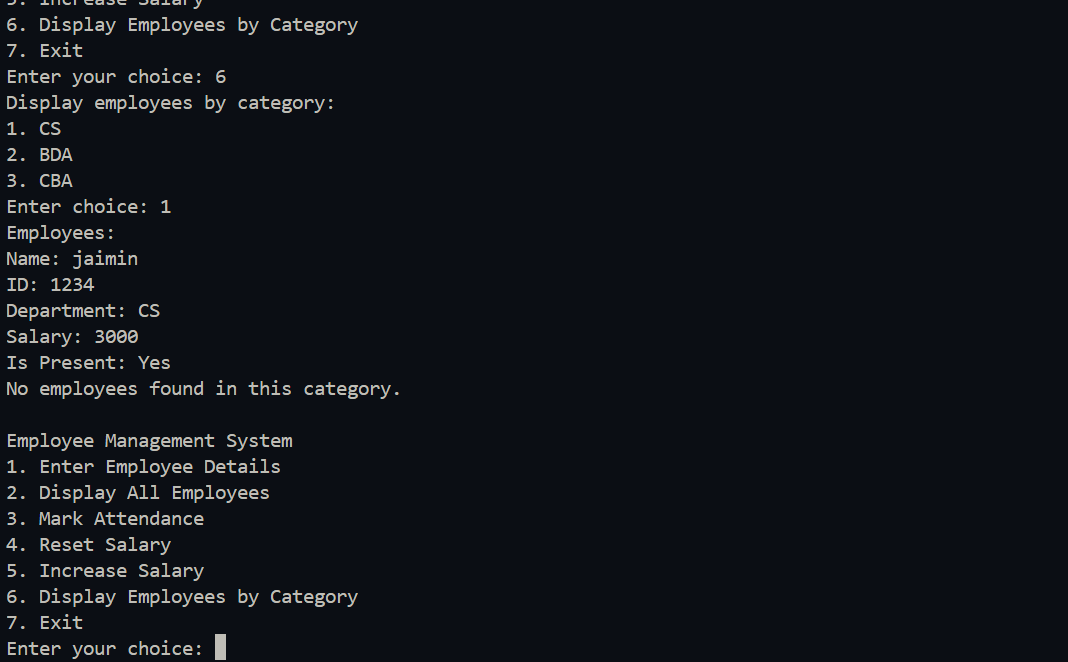 5. Increase Salary
6. Display Employees by Category
7. Exit
Enter your choice: 6
Display employees by category:
1. CS
2. BDA
3. CBA
Enter choice: 1
Employees:
Name: jaimin
ID: 1234
Department: CS
Salary: 3000
Is Present: Yes
No employees found in this category.
Employee Management System
1. Enter Employee Details
2. Display All Employees
3. Mark Attendance
4. Reset Salary
5. Increase Salary
6. Display Employees by Category
7. Exit
Enter your choice: